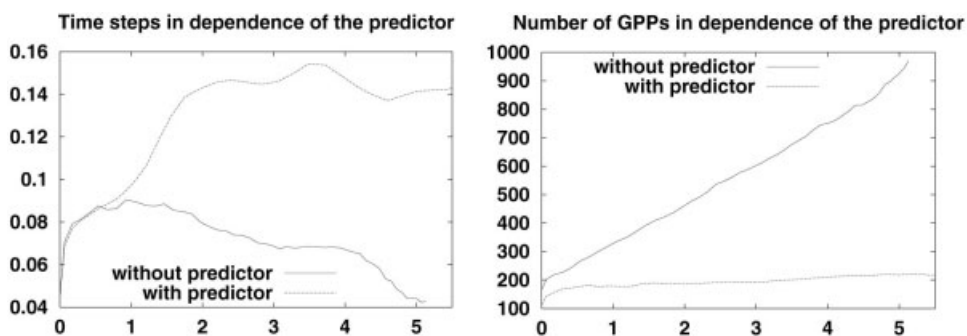 Time steps in dependence of the predictor
0.16
0.14
0.12
0.1
0.08
0.06
0.04
without predictor
with predictor
0 1 2 3 4 5
Number of GPPs in dependence of the predictor
1000
900
800
700
600
500
400
300
200
100
without predictor
with predictor
0 1 2 3 4 5